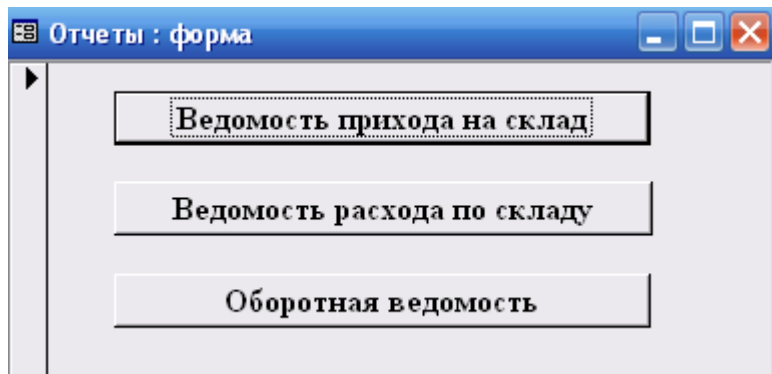 Отчеты : форма
Ведомость прихода на склад
Ведомость расхода по складу
Оборотная ведомость